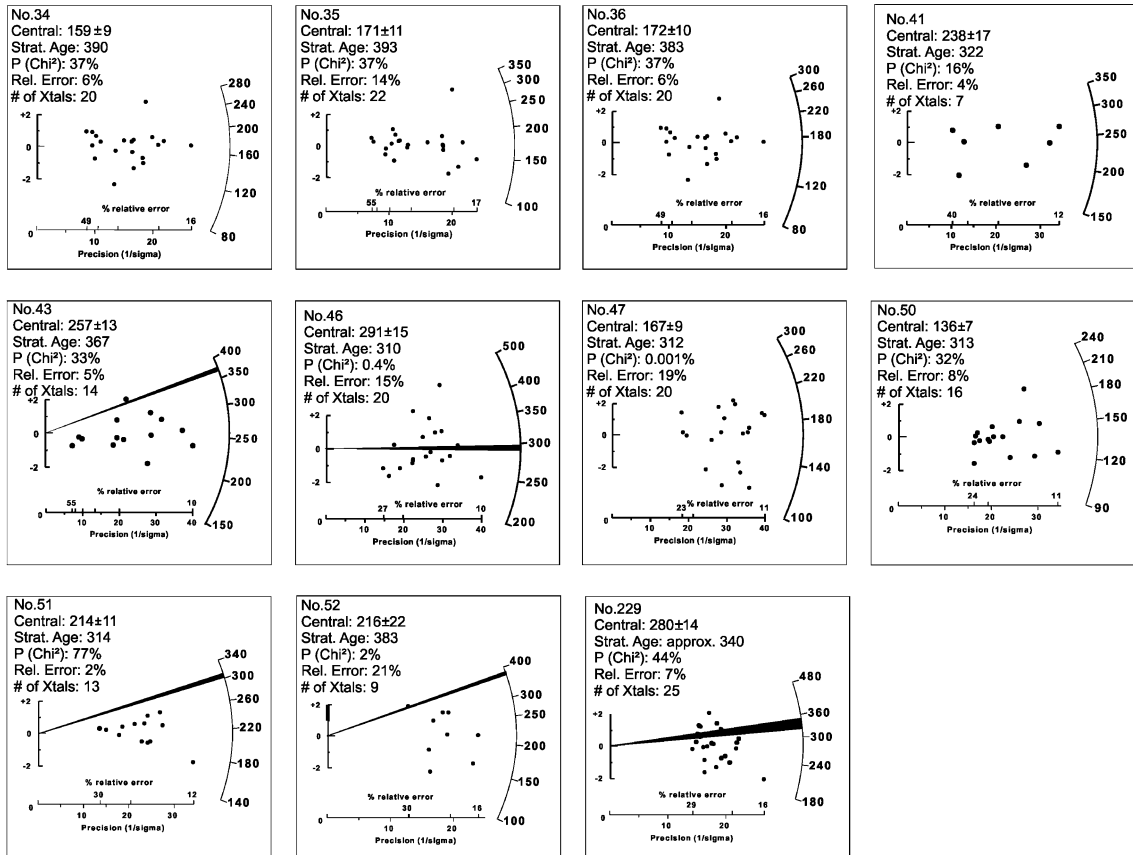 No.34
Central: 159±9
Strat. Age: 390
P (Chi²): 37%
Rel. Error: 6%
# of Xtals: 20
280
240
200
160
120
80
+2
0
-2
% relative error
49
16
0
10
20
Precision (1/sigma)
No.35
Central: 171±11
Strat. Age: 393
P (Chi²): 37%
Rel. Error: 14%
# of Xtals: 22
350
300
200
150
100
+2
0
-2
% relative error
55
17
0
10
20
Precision (1/sigma)
No.36
Central: 172±10
Strat. Age: 383
P (Chi²): 37%
Rel. Error: 6%
# of Xtals: 20
300
260
220
180
120
80
+2
0
-2
% relative error
49
16
0
10
20
Precision (1/sigma)
No.41
Central: 238±17
Strat. Age: 322
P (Chi²): 16%
Rel. Error: 4%
# of Xtals: 7
350
300
250
200
150
+2
0
-2
% relative error
40
12
0
10
20
30
Precision (1/sigma)
No.43
Central: 257±13
Strat. Age: 367
P (Chi²): 33%
Rel. Error: 5%
# of Xtals: 14
400
350
300
250
200
150
+2
0
-2
% relative error
55
10
0
10
20
30
40
Precision (1/sigma)
No.46
Central: 291±15
Strat. Age: 310
P (Chi²): 0.4%
Rel. Error: 15%
# of Xtals: 20
500
400
350
300
250
200
+2
0
-2
% relative error
27
10
0
10
20
30
40
Precision (1/sigma)
No.47
Central: 167±9
Strat. Age: 312
P (Chi²): 0.001%
Rel. Error: 19%
# of Xtals: 20
300
260
220
180
140
100
+2
0
-2
% relative error
23
11
0
10
20
30
40
Precision (1/sigma)
No.50
Central: 136±7
Strat. Age: 313
P (Chi²): 32%
Rel. Error: 8%
# of Xtals: 16
240
210
180
150
120
90
+2
0
-2
% relative error
24
11
0
10
20
30
Precision (1/sigma)
No.51
Central: 214±11
Strat. Age: 314
P (Chi²): 77%
Rel. Error: 2%
# of Xtals: 13
340
300
260
220
180
140
+2
0
-2
% relative error
30
12
0
10
20
30
Precision (1/sigma)
No.52
Central: 216±22
Strat. Age: 383
P (Chi²): 2%
Rel. Error: 21%
# of Xtals: 9
400
300
250
200
150
100
+2
0
-2
% relative error
30
16
0
10
20
Precision (1/sigma)
No.229
Central: 280±14
Strat. Age: approx. 340
P (Chi²): 44%
Rel. Error: 7%
# of Xtals: 25
480
360
300
240
180
+2
0
-2
% relative error
29
16
0
10
20
Precision (1/sigma)